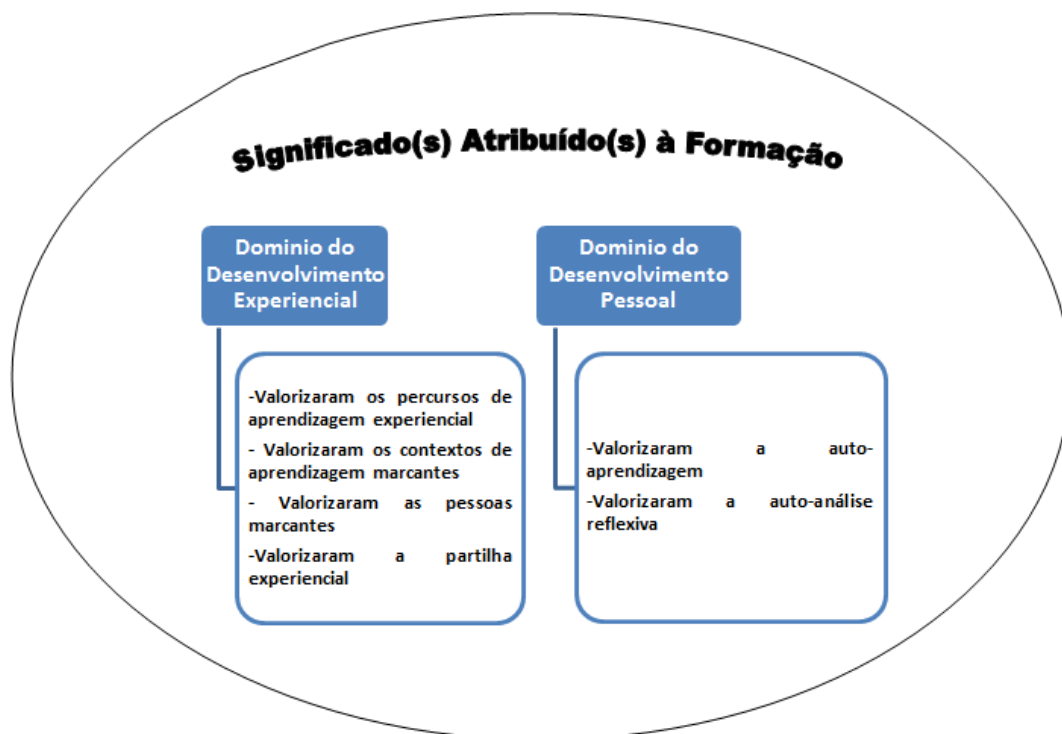 Significado(s) Atribuído(s) à Formação
Dominio do
Desenvolvimento
Experiencial
-Valorizaram os percursos de
aprendizagem experiencial
- Valorizaram os contextos de
aprendizagem marcantes
- Valorizaram as pessoas
marcantes
-Valorizaram a partilha
experiencial
Dominio do
Desenvolvimento
Pessoal
-Valorizaram a auto-
aprendizagem
-Valorizaram a auto-análise
reflexiva